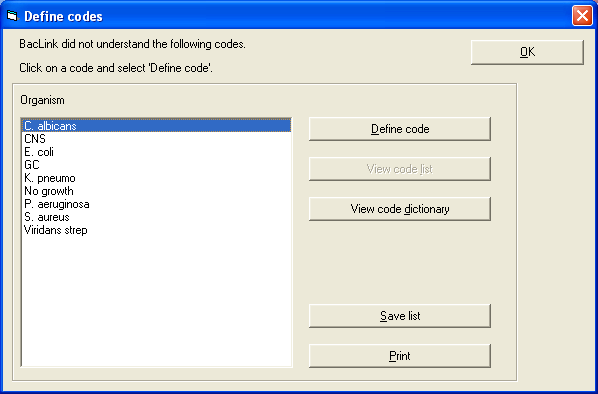 Define codes
BacLink did not understand the following codes.
OK
Click on a code and select 'Define code'.
Organism
C. albicans
CNS
E. coli
GC
K. pneumo
No growth
P. aeruginosa
S. aureus
Viridans strep
Define code
View code list
View code dictionary
Save list
Print